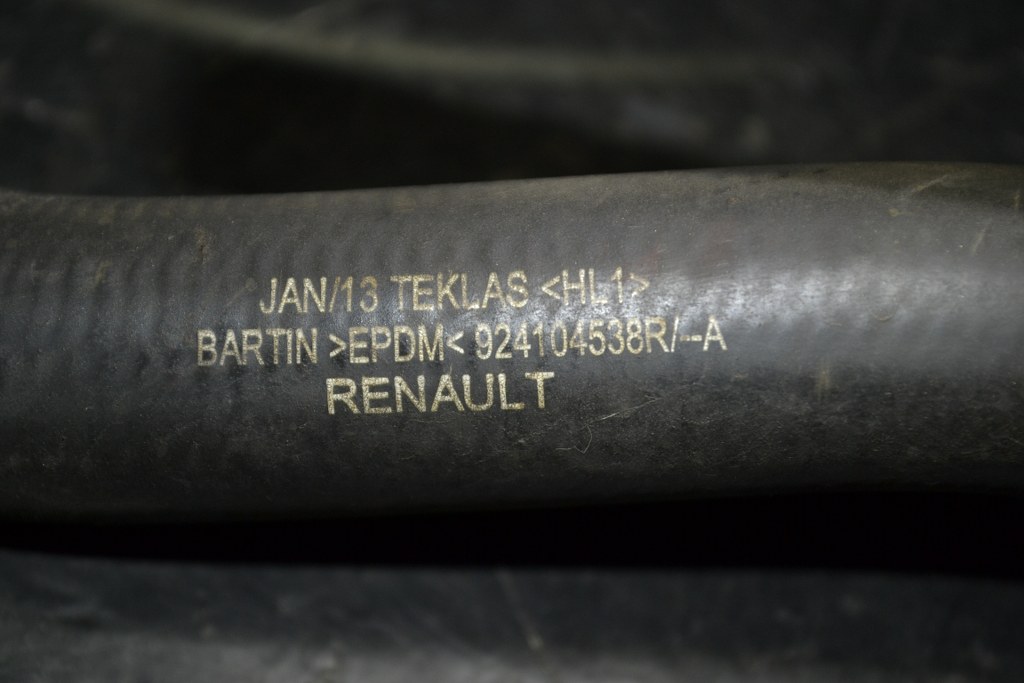 JAN/13 TEKLAS <HL1>
BARTIN >EPDM< 924104538R/--A
RENAULT